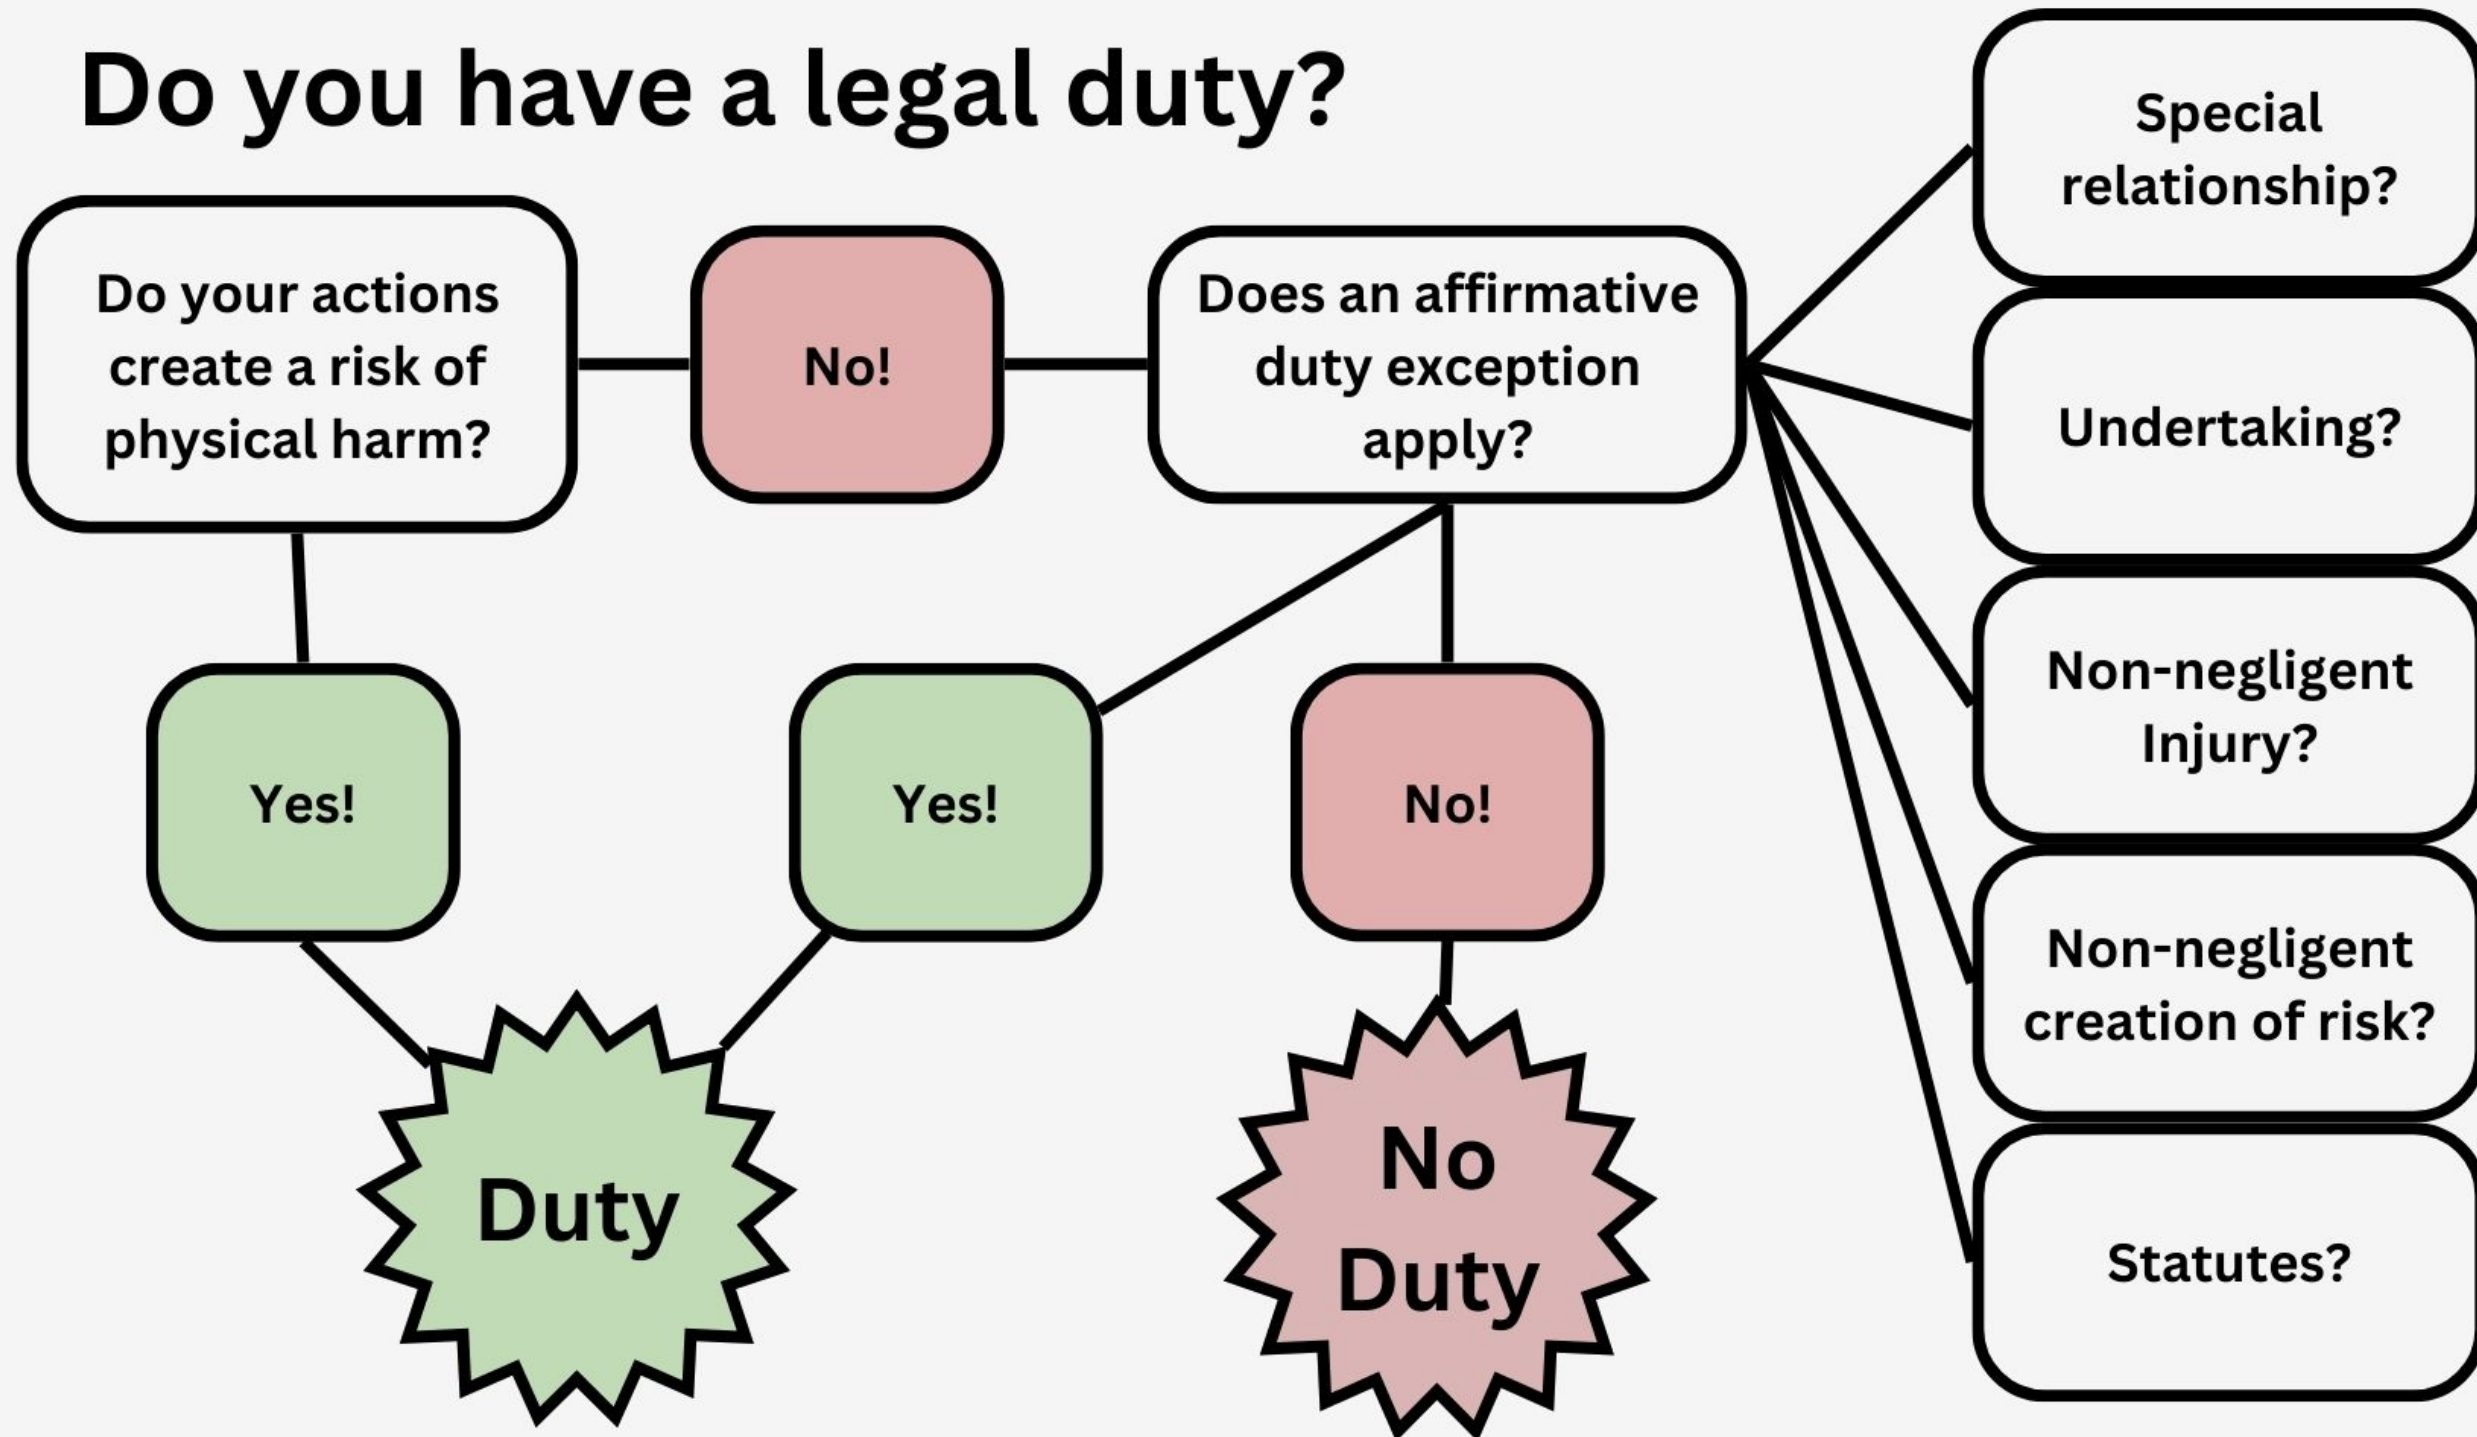 Do you have a legal duty?
Do your actions
create a risk of
physical harm?
No!
Does an affirmative
duty exception
apply?
Special
relationship?
Undertaking?
Non-negligent
Injury?
Non-negligent
creation of risk?
Statutes?
Yes!
Yes!
No!
Duty
No
Duty